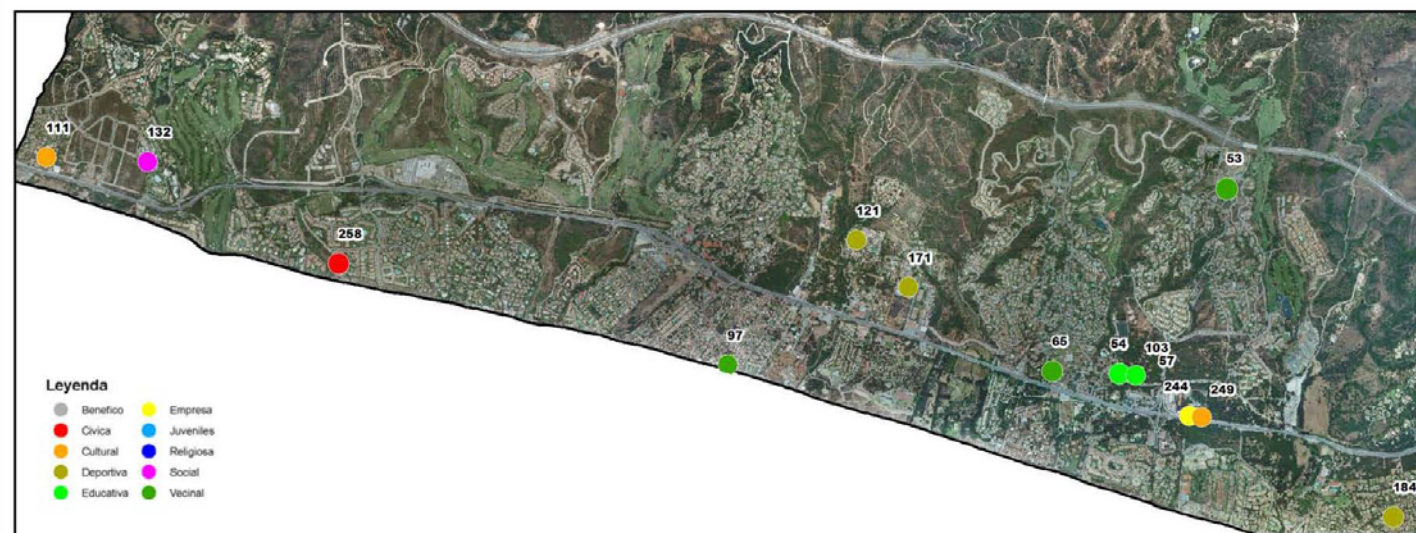 111
132
53
121
258
171
97
65
54
103
57
244
249
184
Leyenda
Benefico
Civica
Cultural
Deportiva
Educativa
Empresa
Juveniles
Religiosa
Social
Vecinal